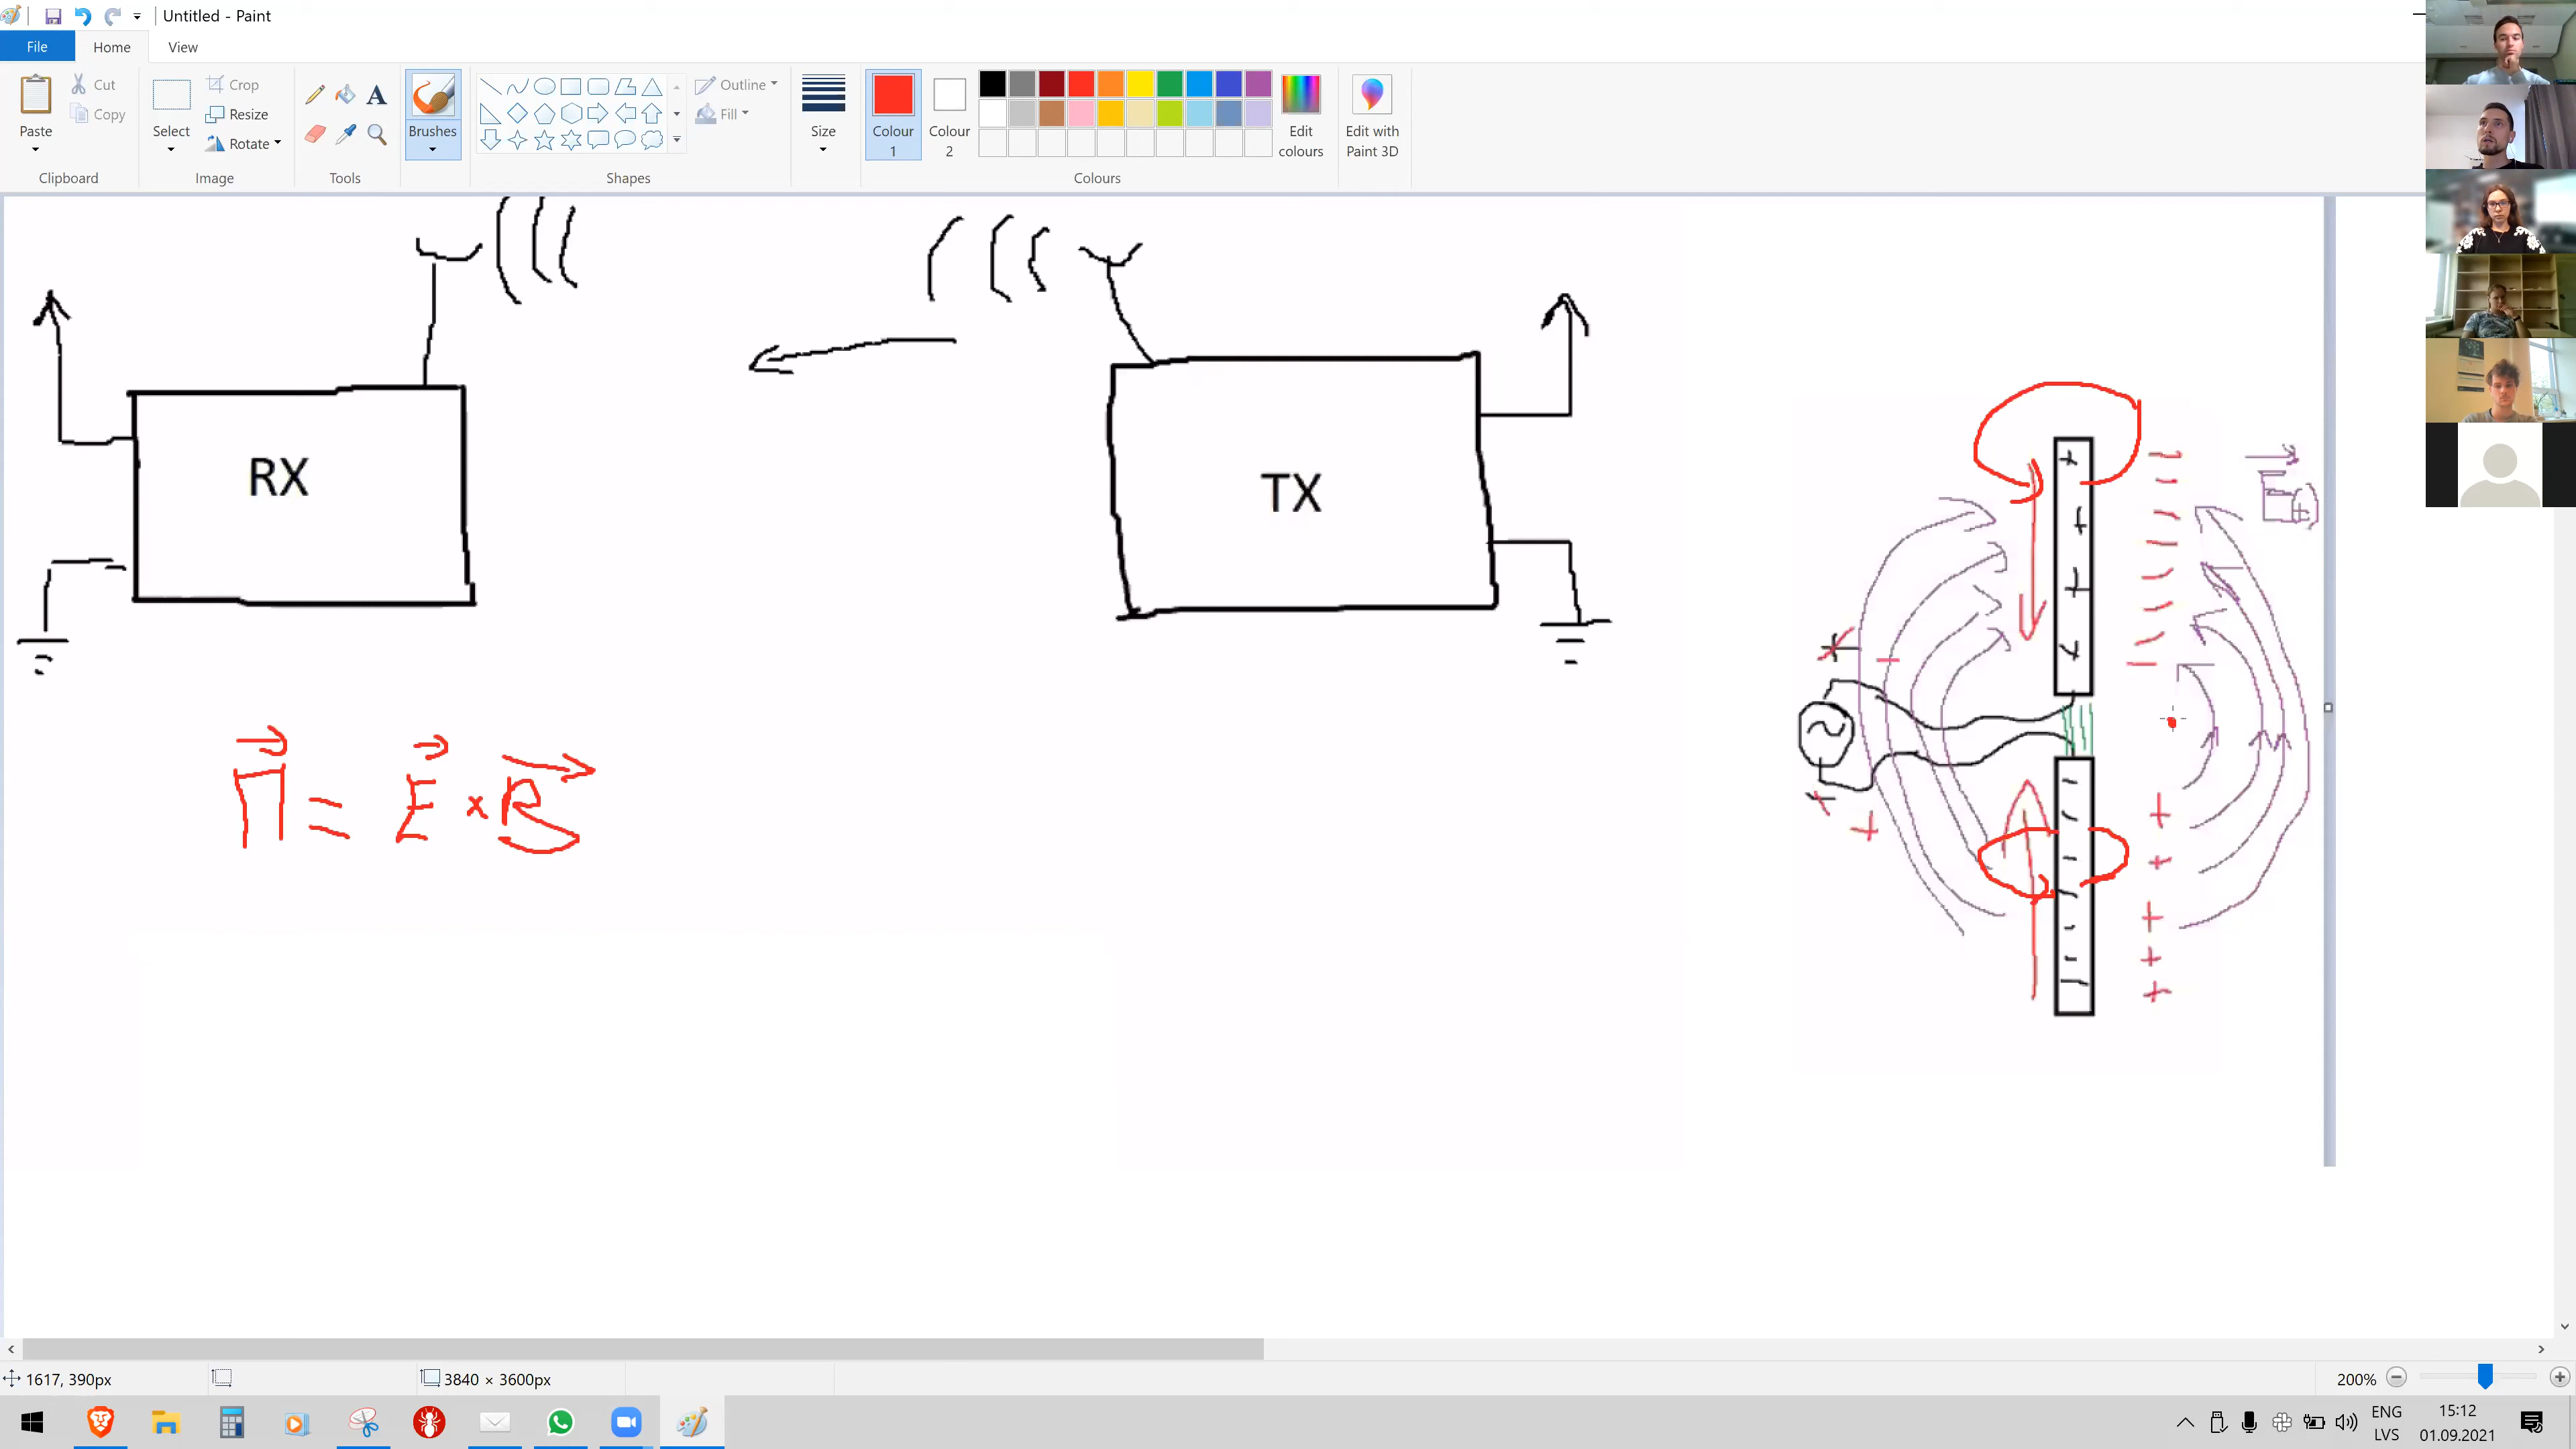 Untitled - Paint
File Home View
Paste
Cut
Copy
Clipboard
Select
Crop
Resize
Rotate
Image
Tools
Brushes
Shapes
Outline
Fill
Size
Colour 1
Colour 2
Edit colours
Edit with Paint 3D
Colours
RX
TX
Π = E × B
1617, 390px
3840 × 3600px
200%
ENG
LVS
15:12
01.09.2021